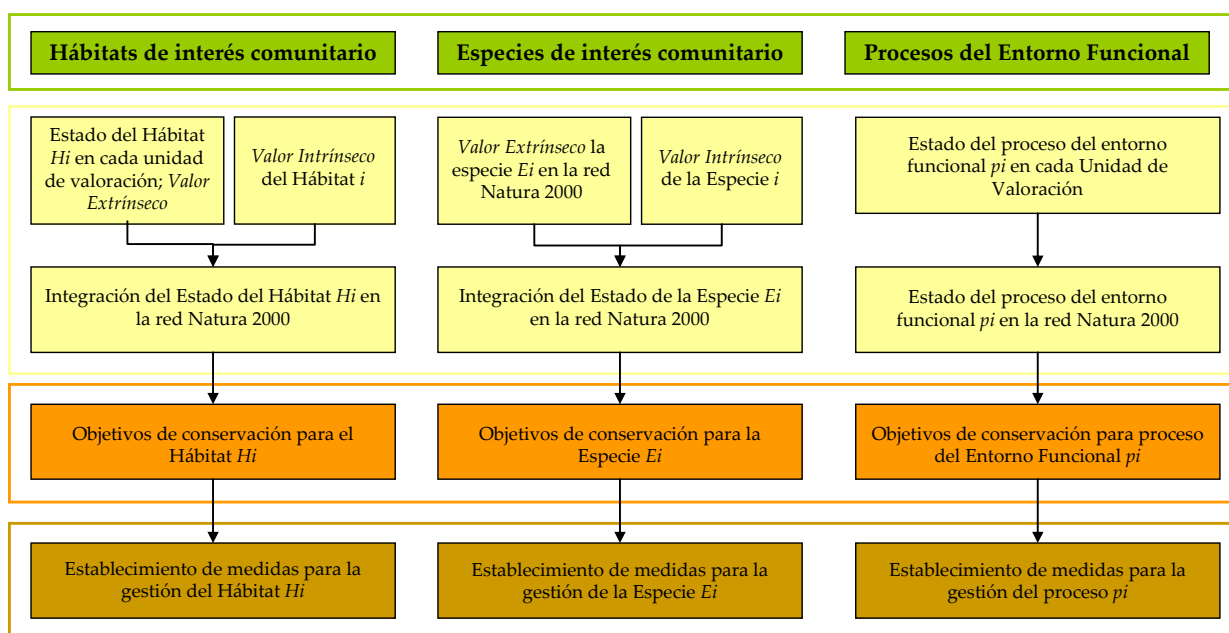 Hábitats de interés comunitario
Especies de interés comunitario
Procesos del Entorno Funcional
Estado del Hábitat
Hi en cada unidad
de valoración; Valor
Extrínseco
Valor Intrínseco
del Hábitat i
Valor Extrínseco la
especie Ei en la red
Natura 2000
Valor Intrínseco
de la Especie i
Estado del proceso del entorno
funcional pi en cada Unidad de
Valoración
Integración del Estado del Hábitat Hi en
la red Natura 2000
Integración del Estado de la Especie Ei
en la red Natura 2000
Estado del proceso del entorno
funcional pi en la red Natura 2000
Objetivos de conservación para el
Hábitat Hi
Objetivos de conservación para la
Especie Ei
Objetivos de conservación para proceso
del Entorno Funcional pi
Establecimiento de medidas para la
gestión del Hábitat Hi
Establecimiento de medidas para la
gestión de la Especie Ei
Establecimiento de medidas para la
gestión del proceso pi